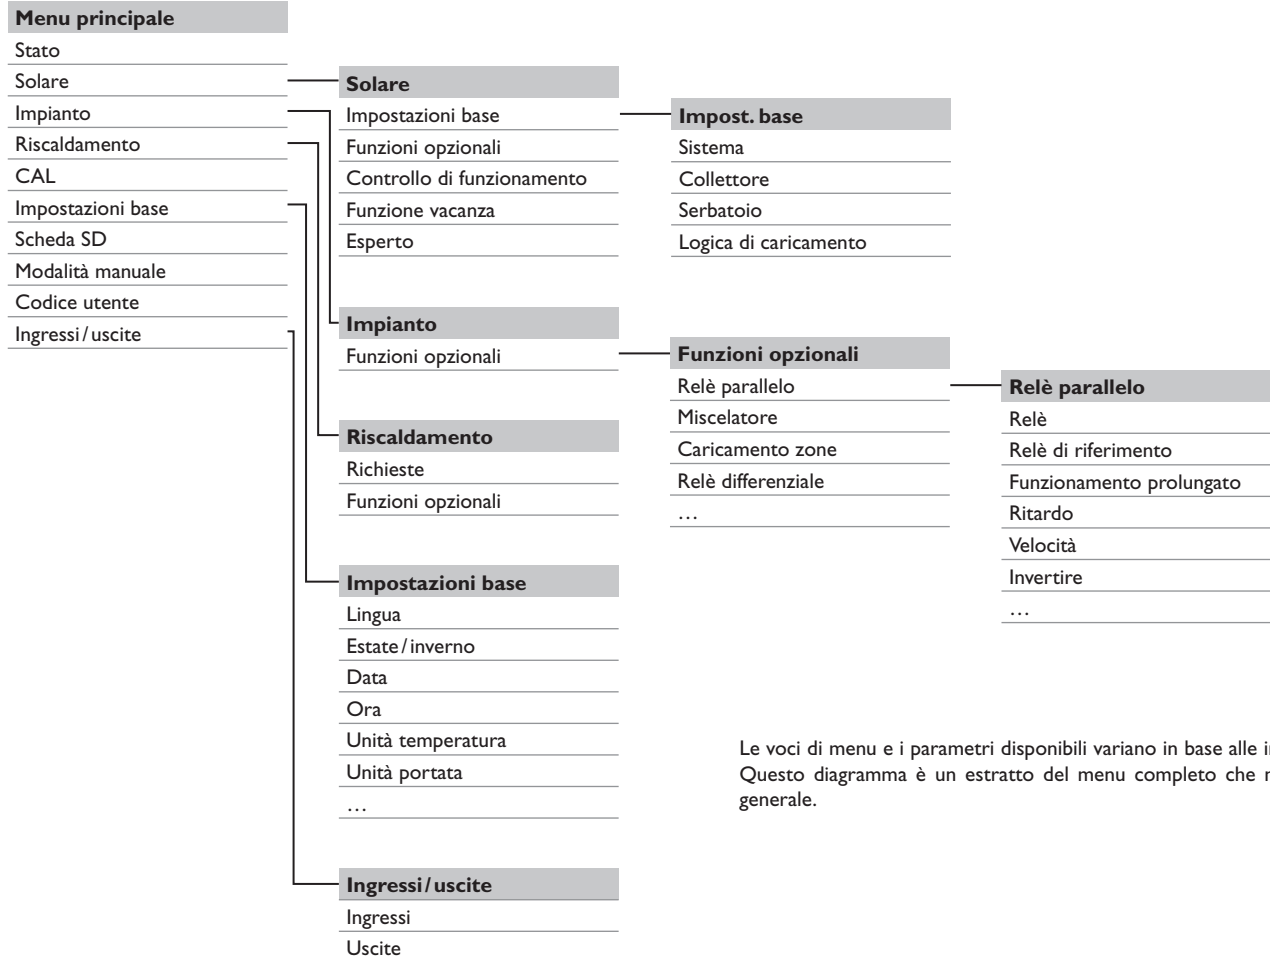 Menu principale
Stato
Solare
Impianto
Riscaldamento
CAL
Impostazioni base
Scheda SD
Modalità manuale
Codice utente
Ingressi/uscite
Solare
Impostazioni base
Funzioni opzionali
Controllo di funzionamento
Funzione vacanza
Esperto
Impost. base
Sistema
Collettore
Serbatoio
Logica di caricamento
Impianto
Funzioni opzionali
Funzioni opzionali
Relè parallelo
Miscelatore
Caricamento zone
Relè differenziale
…
Relè parallelo
Relè
Relè di riferimento
Funzionamento prolungato
Ritardo
Velocità
Invertire
…
Riscaldamento
Richieste
Funzioni opzionali
Impostazioni base
Lingua
Estate/inverno
Data
Ora
Unità temperatura
Unità portata
…
Ingressi/uscite
Ingressi
Uscite
Le voci di menu e i parametri disponibili variano in base alle
Questo diagramma è un estratto del menu completo che
generale.